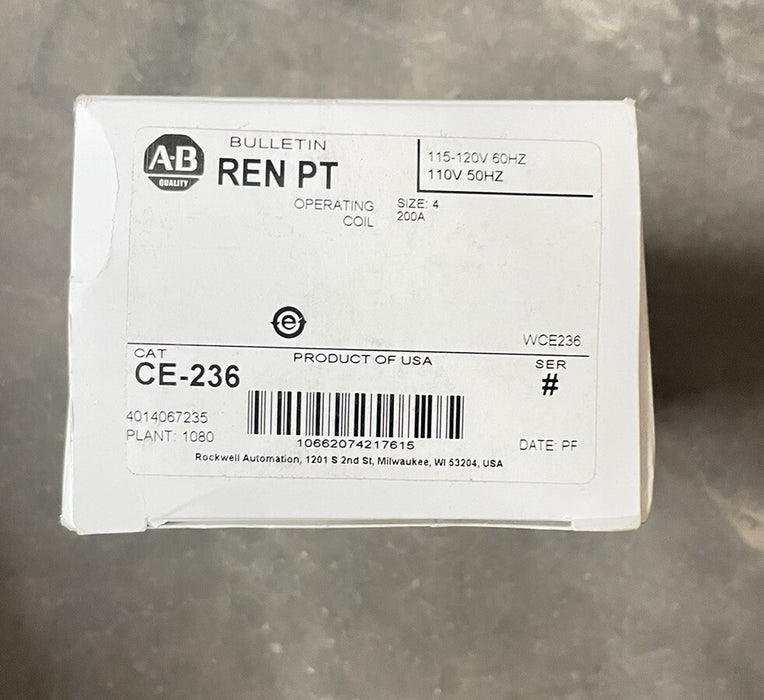 A-B
QUALITY
BULLETIN
REN PT
115-120V 60HZ
110V 50HZ
OPERATING
COIL
SIZE: 4
200A
e
WCE236
CAT
CE-236
PRODUCT OF USA
SER
#
4014067235
PLANT: 1080
10662074217615
DATE: PF
Rockwell Automation, 1201 S 2nd St, Milwaukee, WI 53204, USA